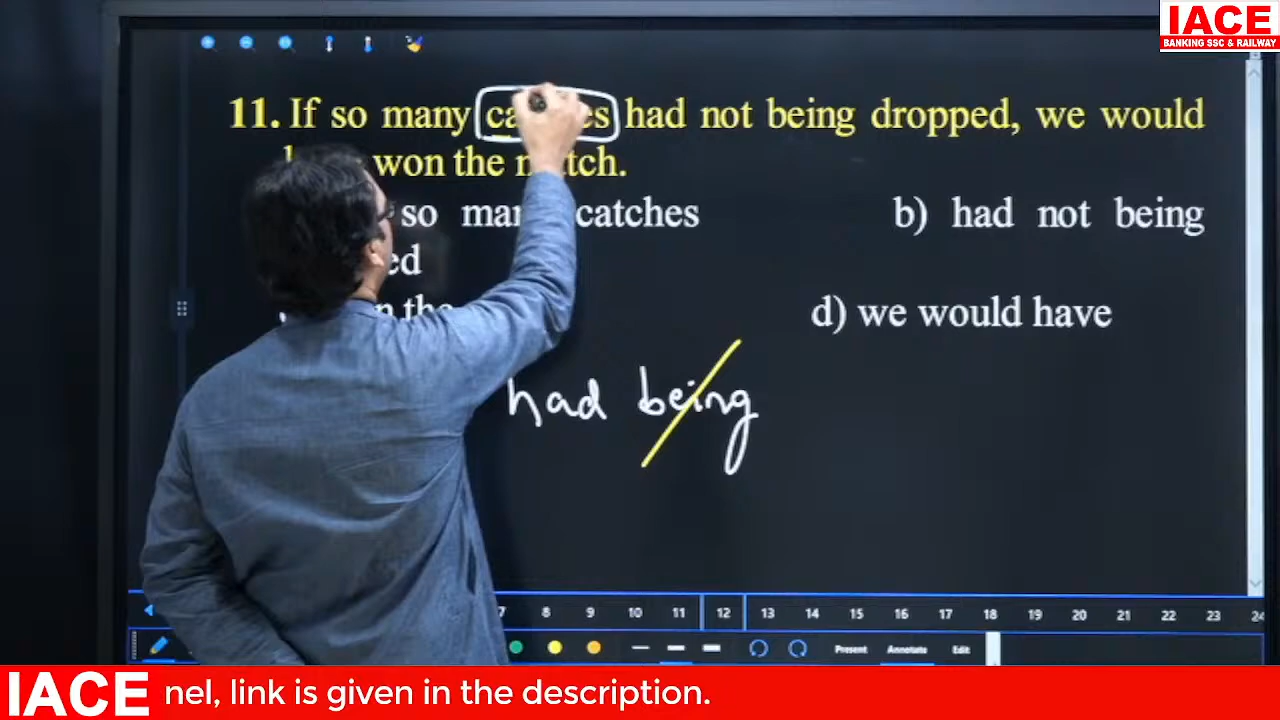 IACE
BANKING SSC & RAILWAY
11. If so many had not being dropped, we would
won the
so catches b) had not being
d) we would have
had being
7 8 9 10 11 12 13 14 15 16 17 18 19 20 21 22 23 24
Present Annotate Edit
IACE nel, link is given in the description.